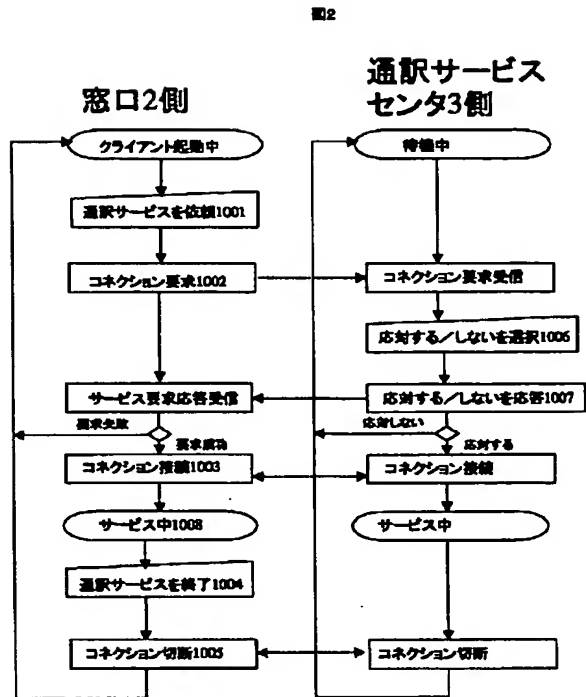 図2
窓口2側
通訳サービス
センタ3側
クライアント起動中
待機中
通訳サービスを依頼1001
コネクション要求1002
コネクション要求受信
応対する/しないを選択1006
サービス要求応答受信
応対する/しないを応答1007
要求失敗
要求成功
応対しない
応対する
コネクション接続1003
コネクション接続
サービス中1008
サービス中
通訳サービスを終了1004
コネクション切断1005
コネクション切断